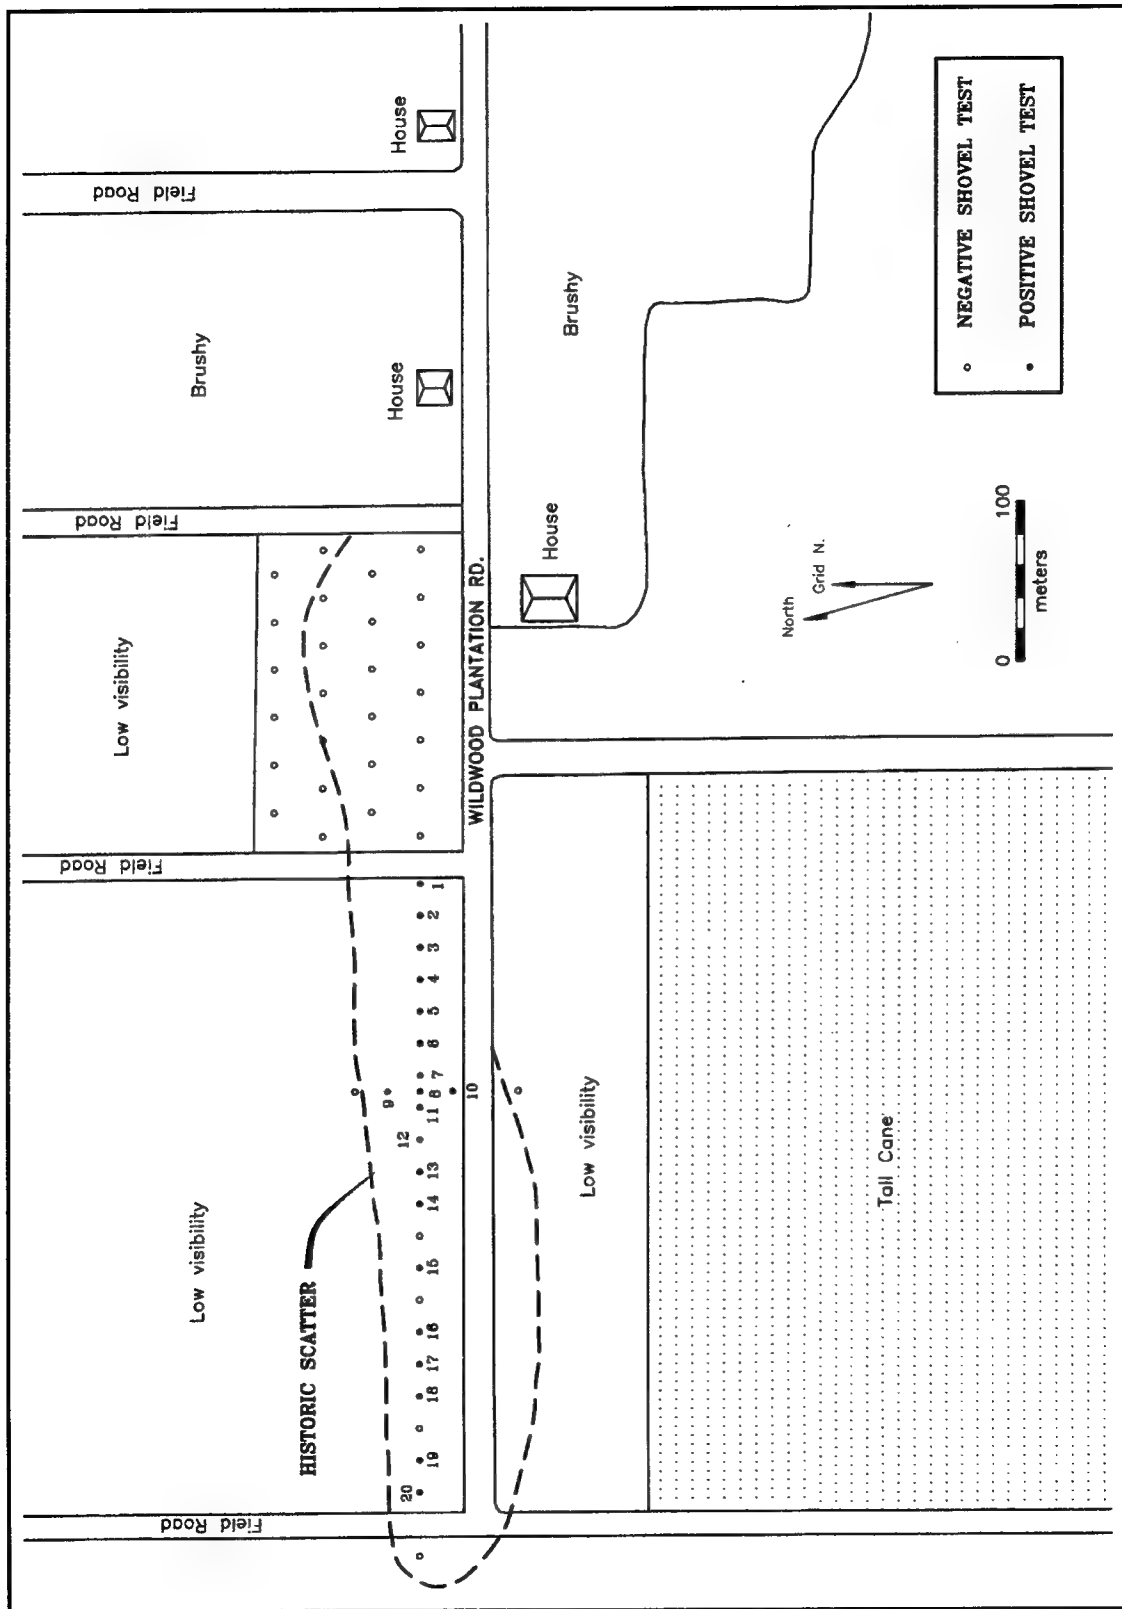 Field Road
Field Road
Field Road
Field Road
Low visibility
Low visibility
Brushy
House
House
HISTORIC SCATTER
20
19
18
17
16
15
14
13
12
11
8
7
9
10
6
5
4
3
2
1
WILDWOOD PLANTATION RD.
Low visibility
Tall Cane
House
Brushy
North
Grid N.
0
100
meters
NEGATIVE SHOVEL TEST
POSITIVE SHOVEL TEST